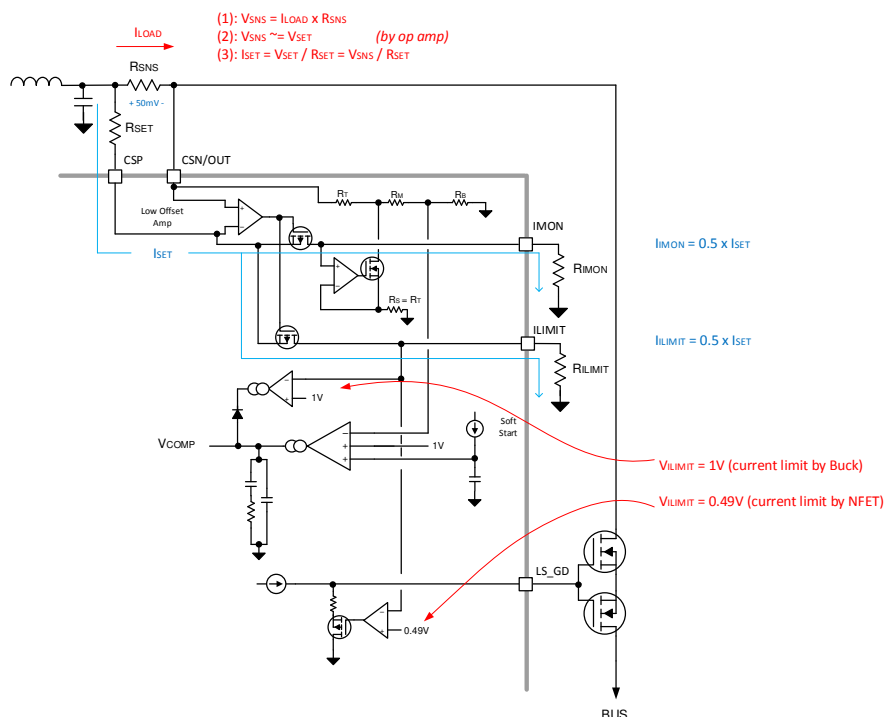 (1): VSNS = ILOAD x RSNS
(2): VSNS ~= VSET (by op amp)
(3): ISET = VSET / RSET = VSNS / RSET
ILOAD
RSNS
+ 50mV -
RSET
CSP
CSN/OUT
RT
RM
RB
Low Offset
Amp
IMON
ISET
IIMON = 0.5 x ISET
RIMON
RS = RT
ILIMIT
IILIMIT = 0.5 x ISET
RILIMIT
1V
Soft
Start
VCOMP
1V
VILIMIT = 1V (current limit by Buck)
VILIMIT = 0.49V (current limit by NFET)
LS_GD
0.49V
BUS